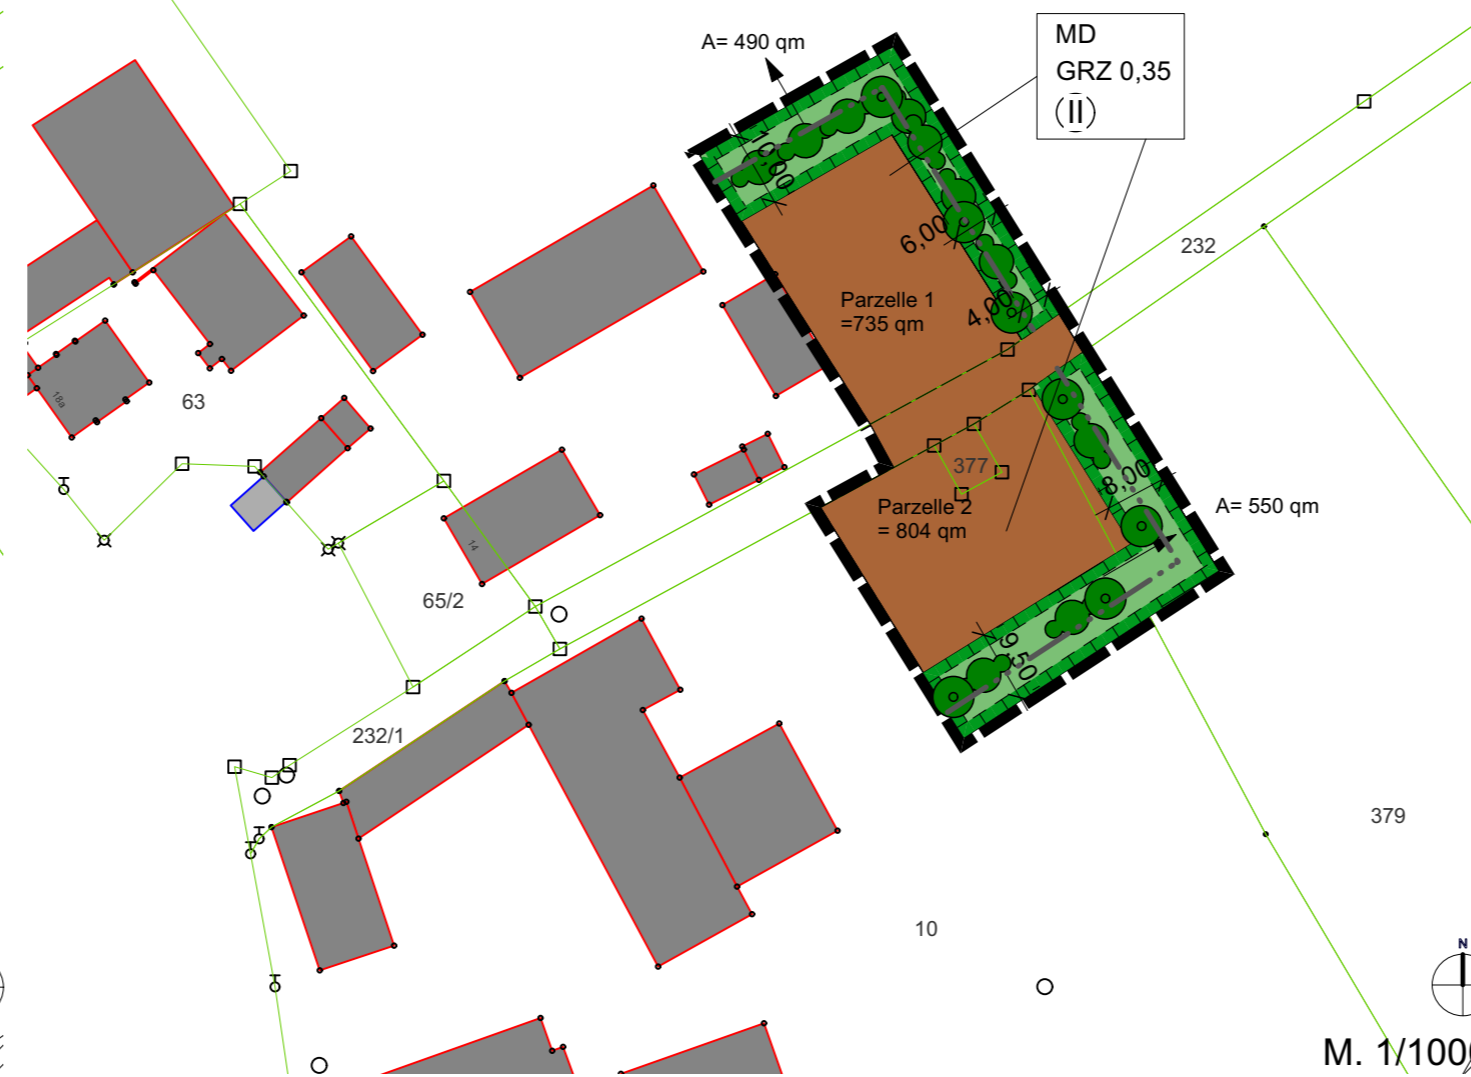 MD
GRZ 0,35
(II)
A= 490 qm
10,00
6,00
232
Parzelle 1
=735 qm
4,00
18a
63
377
8,00
Parzelle 2
= 804 qm
A= 550 qm
14
65/2
9,50
232/1
379
10
N
M. 1/100